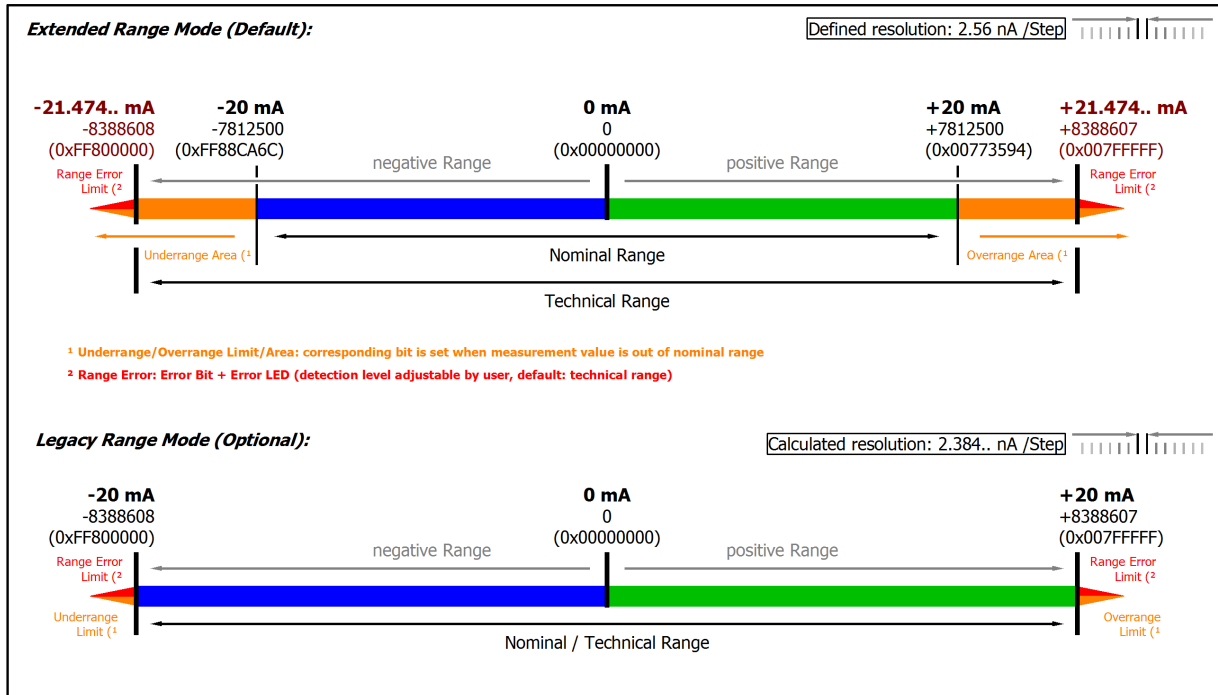 Extended Range Mode (Default):
Defined resolution: 2.56 nA /Step
-21.474.. mA
-8388608
(0xFF800000)
-20 mA
-7812500
(0xFF88CA6C)
0 mA
0
(0x00000000)
+20 mA
+7812500
(0x00773594)
+21.474.. mA
+8388607
(0x007FFFFF)
negative Range
positive Range
Range Error
Limit (²
Range Error
Limit (²
Underrange Area (¹
Nominal Range
Overrange Area (¹
Technical Range
¹ Underrange/Overrange Limit/Area: corresponding bit is set when measurement value is out of nominal range
² Range Error: Error Bit + Error LED (detection level adjustable by user, default: technical range)
Legacy Range Mode (Optional):
Calculated resolution: 2.384.. nA /Step
-20 mA
-8388608
(0xFF800000)
0 mA
0
(0x00000000)
+20 mA
+8388607
(0x007FFFFF)
negative Range
positive Range
Range Error
Limit (²
Range Error
Limit (²
Underrange
Limit (¹
Overrange
Limit (¹
Nominal / Technical Range